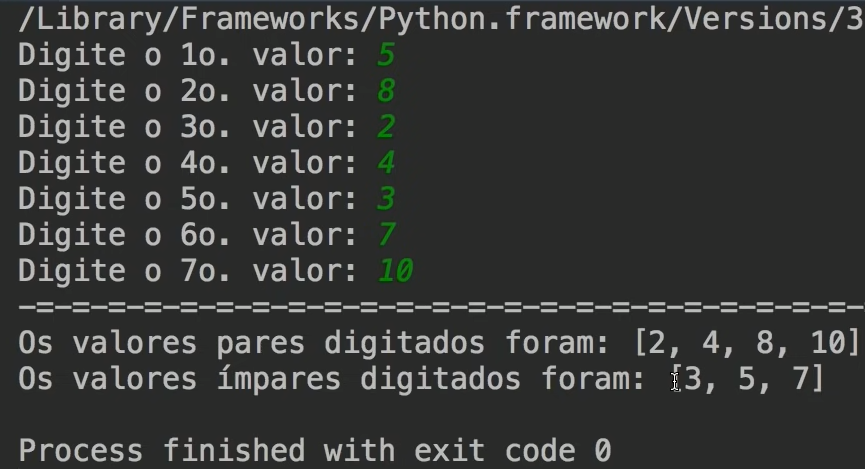 /Library/Frameworks/Python.framework/Versions/3
Digite o 1o. valor: 5
Digite o 2o. valor: 8
Digite o 3o. valor: 2
Digite o 4o. valor: 4
Digite o 5o. valor: 3
Digite o 6o. valor: 7
Digite o 7o. valor: 10
-=-=-=-=-=-=-=-=-=-=-=-=-=-=-=-=-=-=-=-=-=-=-=-
Os valores pares digitados foram: [2, 4, 8, 10]
Os valores ímpares digitados foram: [3, 5, 7]
Process finished with exit code 0